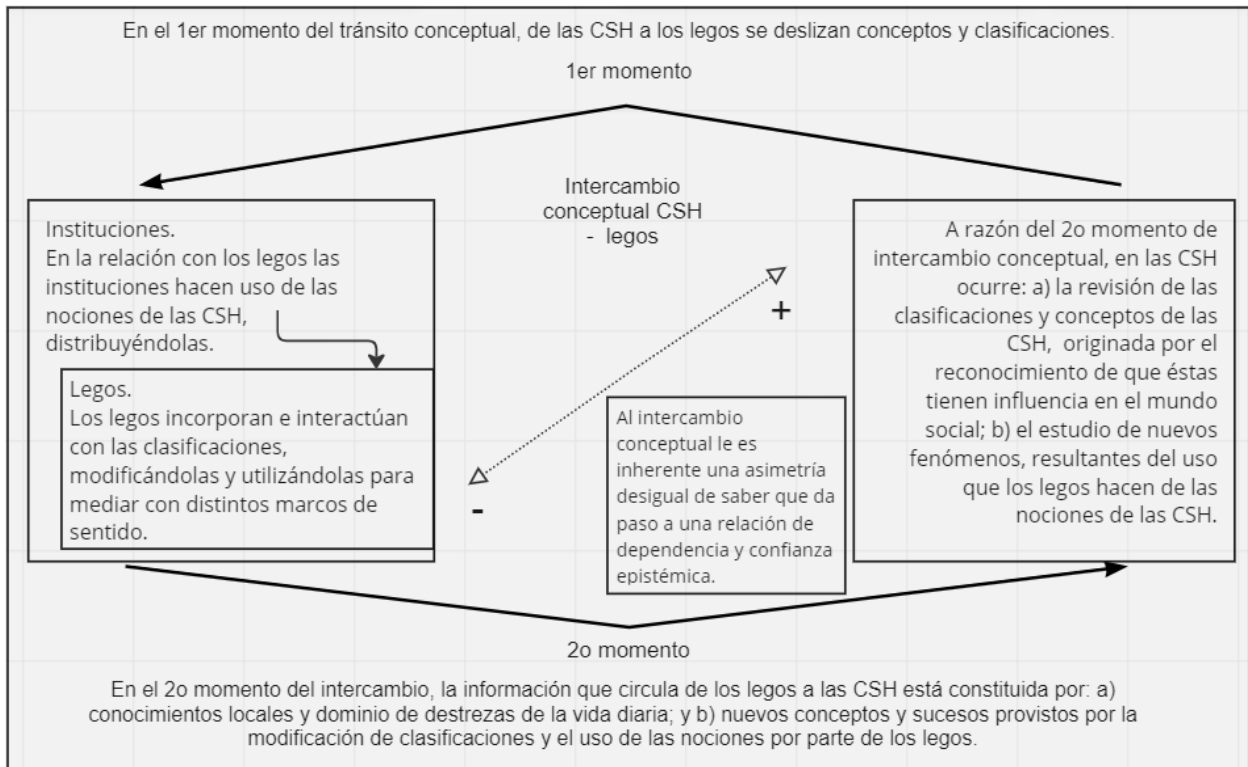 En el 1er momento del tránsito conceptual, de las CSH a los legos se deslizan conceptos y clasificaciones.
1er momento
Intercambio
conceptual CSH
- legos
Instituciones.
En la relación con los legos las
instituciones hacen uso de las
nociones de las CSH,
distribuyéndolas.
Legos.
Los legos incorporan e interactúan
con las clasificaciones,
modificándolas y utilizándolas para
mediar con distintos marcos de
sentido.
+
-
Al intercambio
conceptual le es
inherente una asimetría
desigual de saber que da
paso a una relación de
dependencia y confianza
epistémica.
A razón del 2o momento de
intercambio conceptual, en las CSH
ocurre: a) la revisión de las
clasificaciones y conceptos de las
CSH, originada por el
reconocimiento de que éstas
tienen influencia en el mundo
social; b) el estudio de nuevos
fenómenos, resultantes del uso
que los legos hacen de las
nociones de las CSH.
2o momento
En el 2o momento del intercambio, la información que circula de los legos a las CSH está constituida por: a)
conocimientos locales y dominio de destrezas de la vida diaria; y b) nuevos conceptos y sucesos provistos por la
modificación de clasificaciones y el uso de las nociones por parte de los legos.